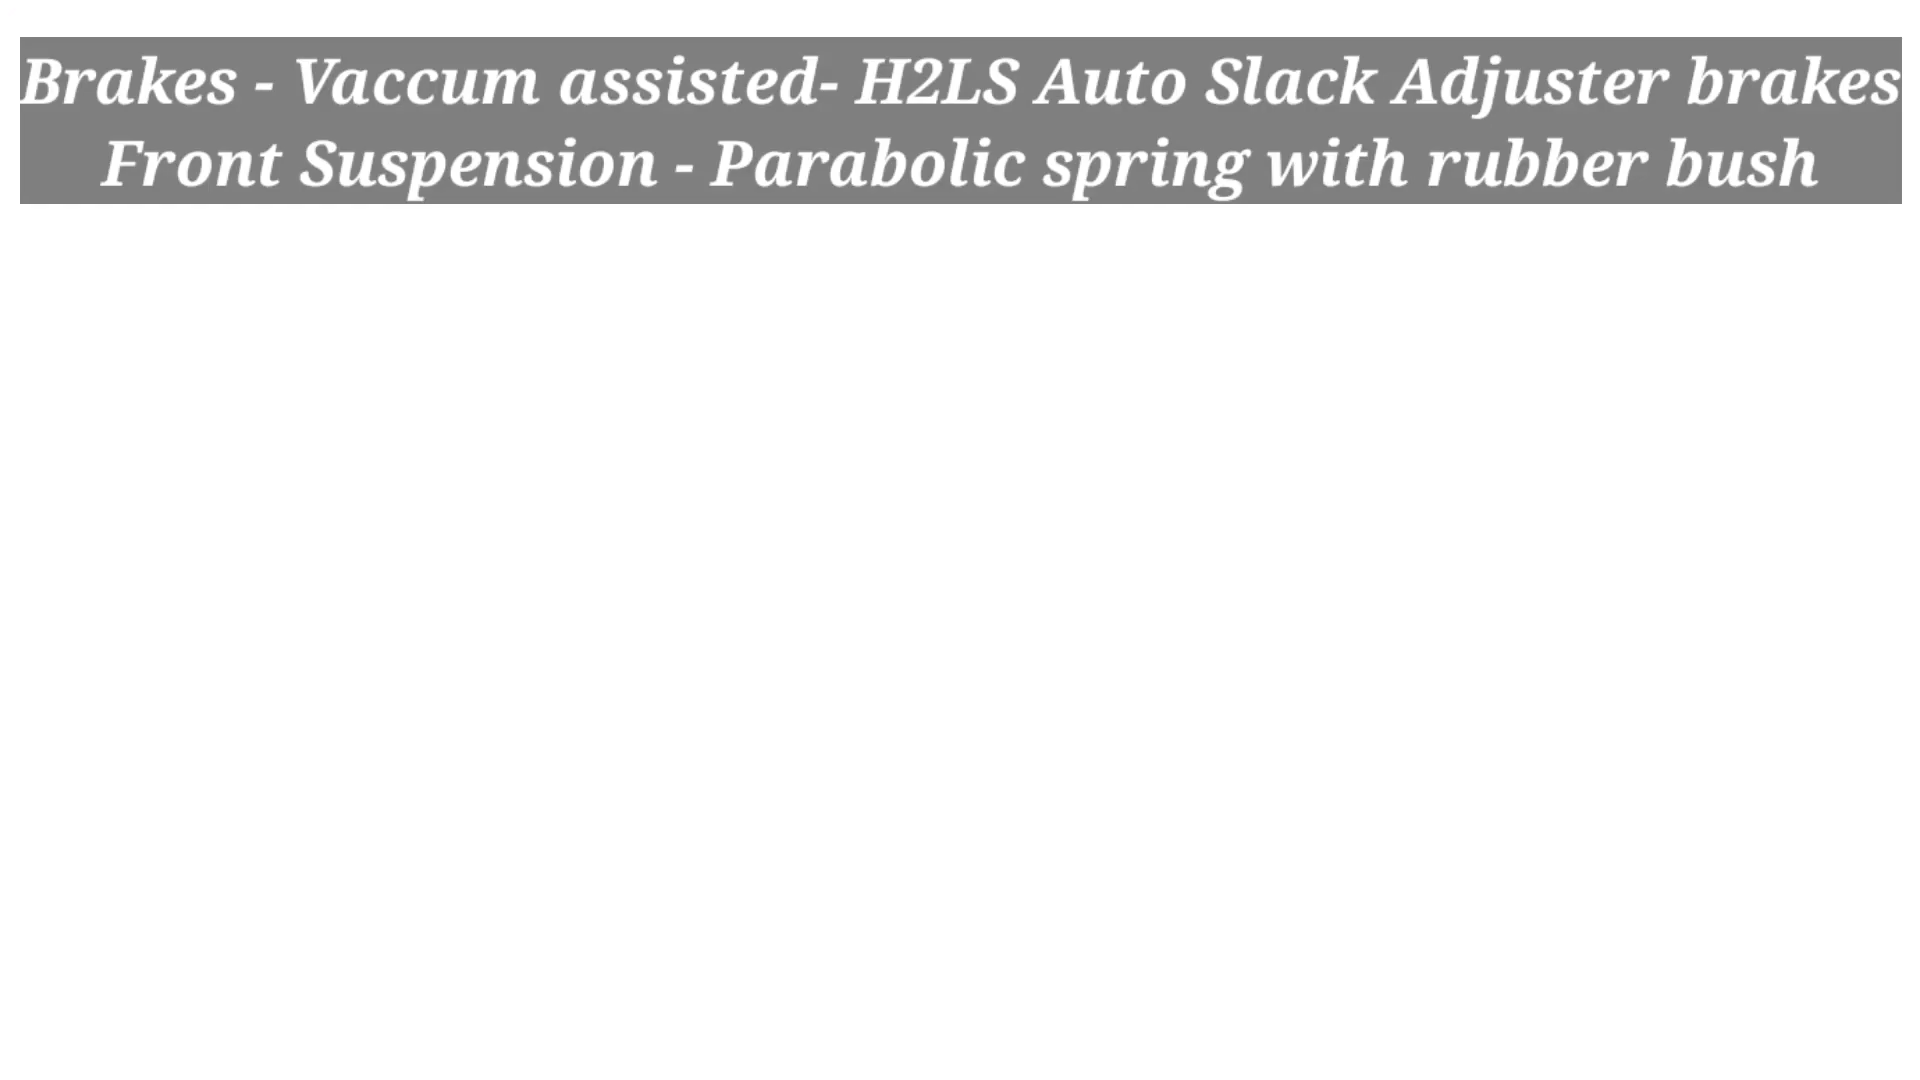 Brakes - Vaccum assisted- H2LS Auto Slack Adjuster brakes
Front Suspension - Parabolic spring with rubber bush